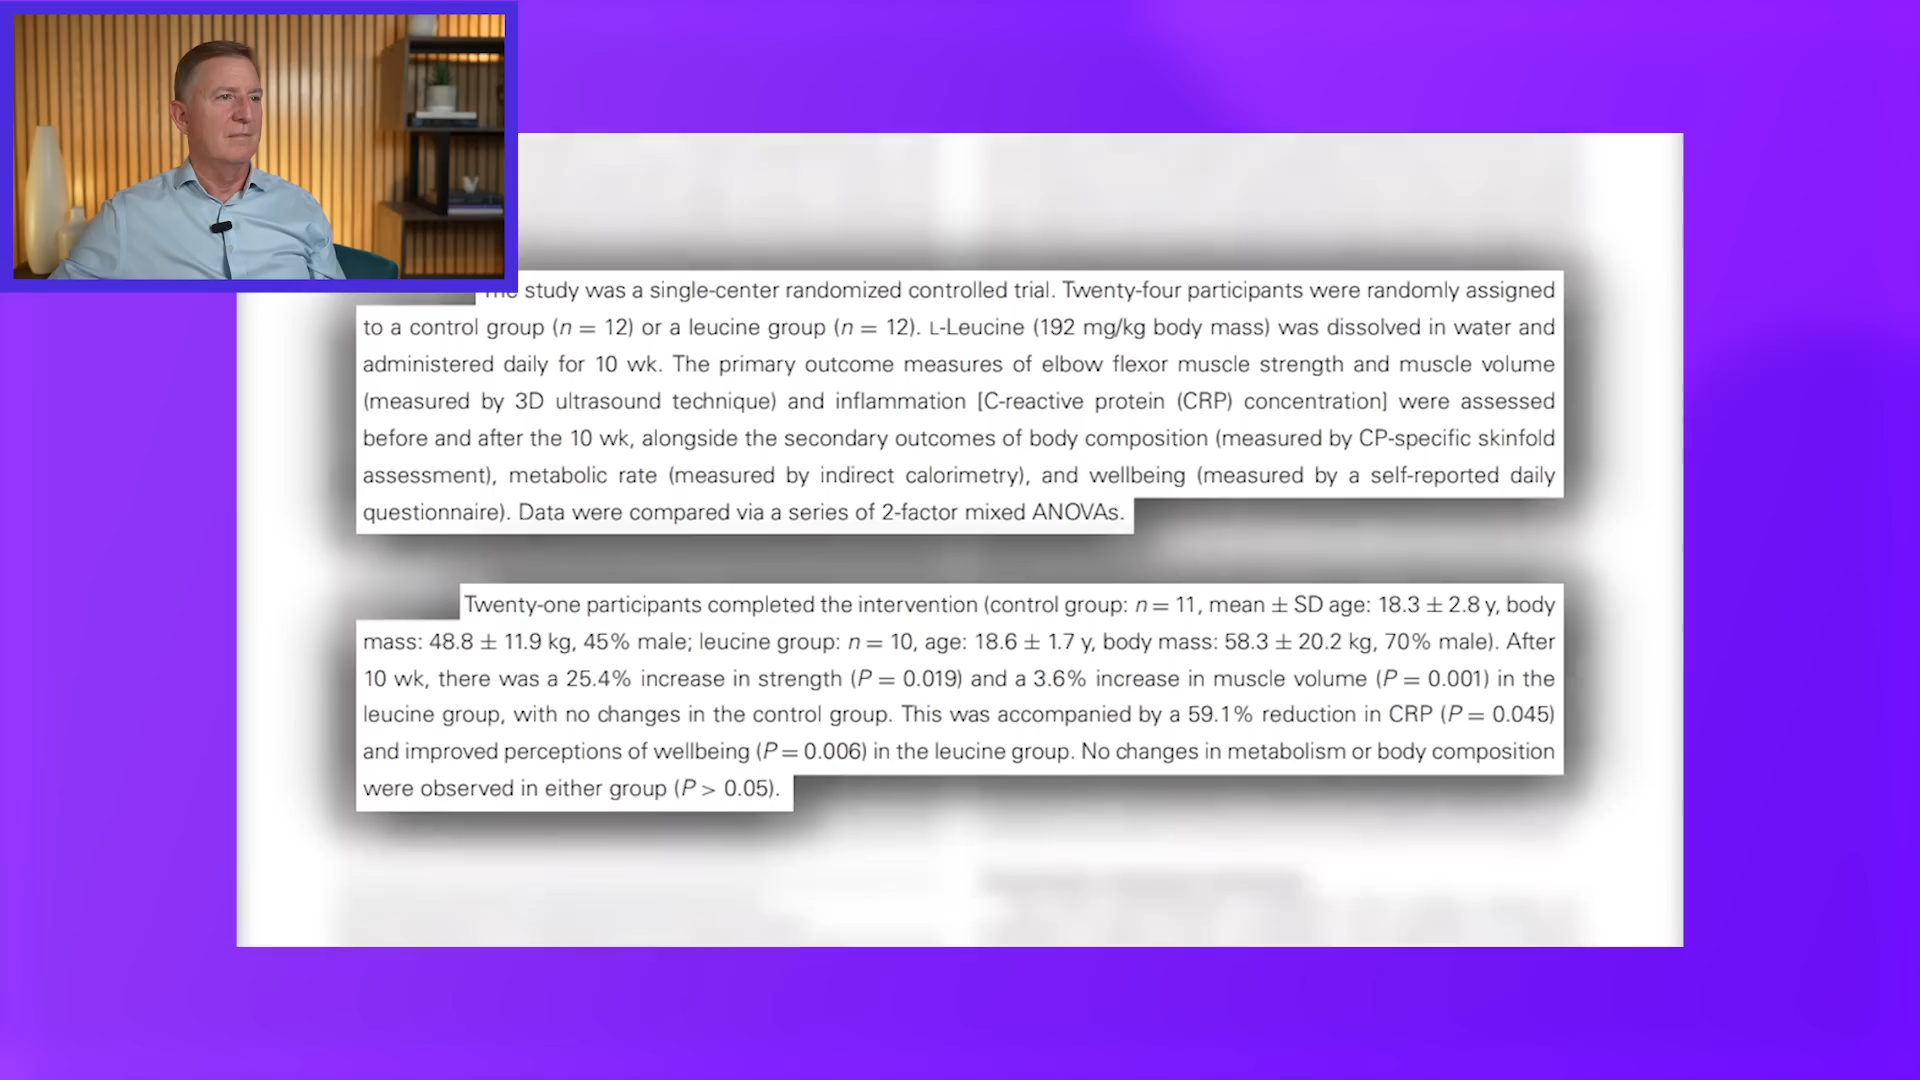 study was a single-center randomized controlled trial. Twenty-four participants were randomly assigned
to a control group (n = 12) or a leucine group (n = 12). L-Leucine (192 mg/kg body mass) was dissolved in water and
administered daily for 10 wk. The primary outcome measures of elbow flexor muscle strength and muscle volume
(measured by 3D ultrasound technique) and inflammation [C-reactive protein (CRP) concentration] were assessed
before and after the 10 wk, alongside the secondary outcomes of body composition (measured by CP-specific skinfold
assessment), metabolic rate (measured by indirect calorimetry), and wellbeing (measured by a self-reported daily
questionnaire). Data were compared via a series of 2-factor mixed ANOVAs.
Twenty-one participants completed the intervention (control group: n = 11, mean ± SD age: 18.3 ± 2.8 y, body
mass: 48.8 ± 11.9 kg, 45% male; leucine group: n = 10, age: 18.6 ± 1.7 y, body mass: 58.3 ± 20.2 kg, 70% male). After
10 wk, there was a 25.4% increase in strength (P = 0.019) and a 3.6% increase in muscle volume (P = 0.001) in the
leucine group, with no changes in the control group. This was accompanied by a 59.1% reduction in CRP (P = 0.045)
and improved perceptions of wellbeing (P = 0.006) in the leucine group. No changes in metabolism or body composition
were observed in either group (P > 0.05).